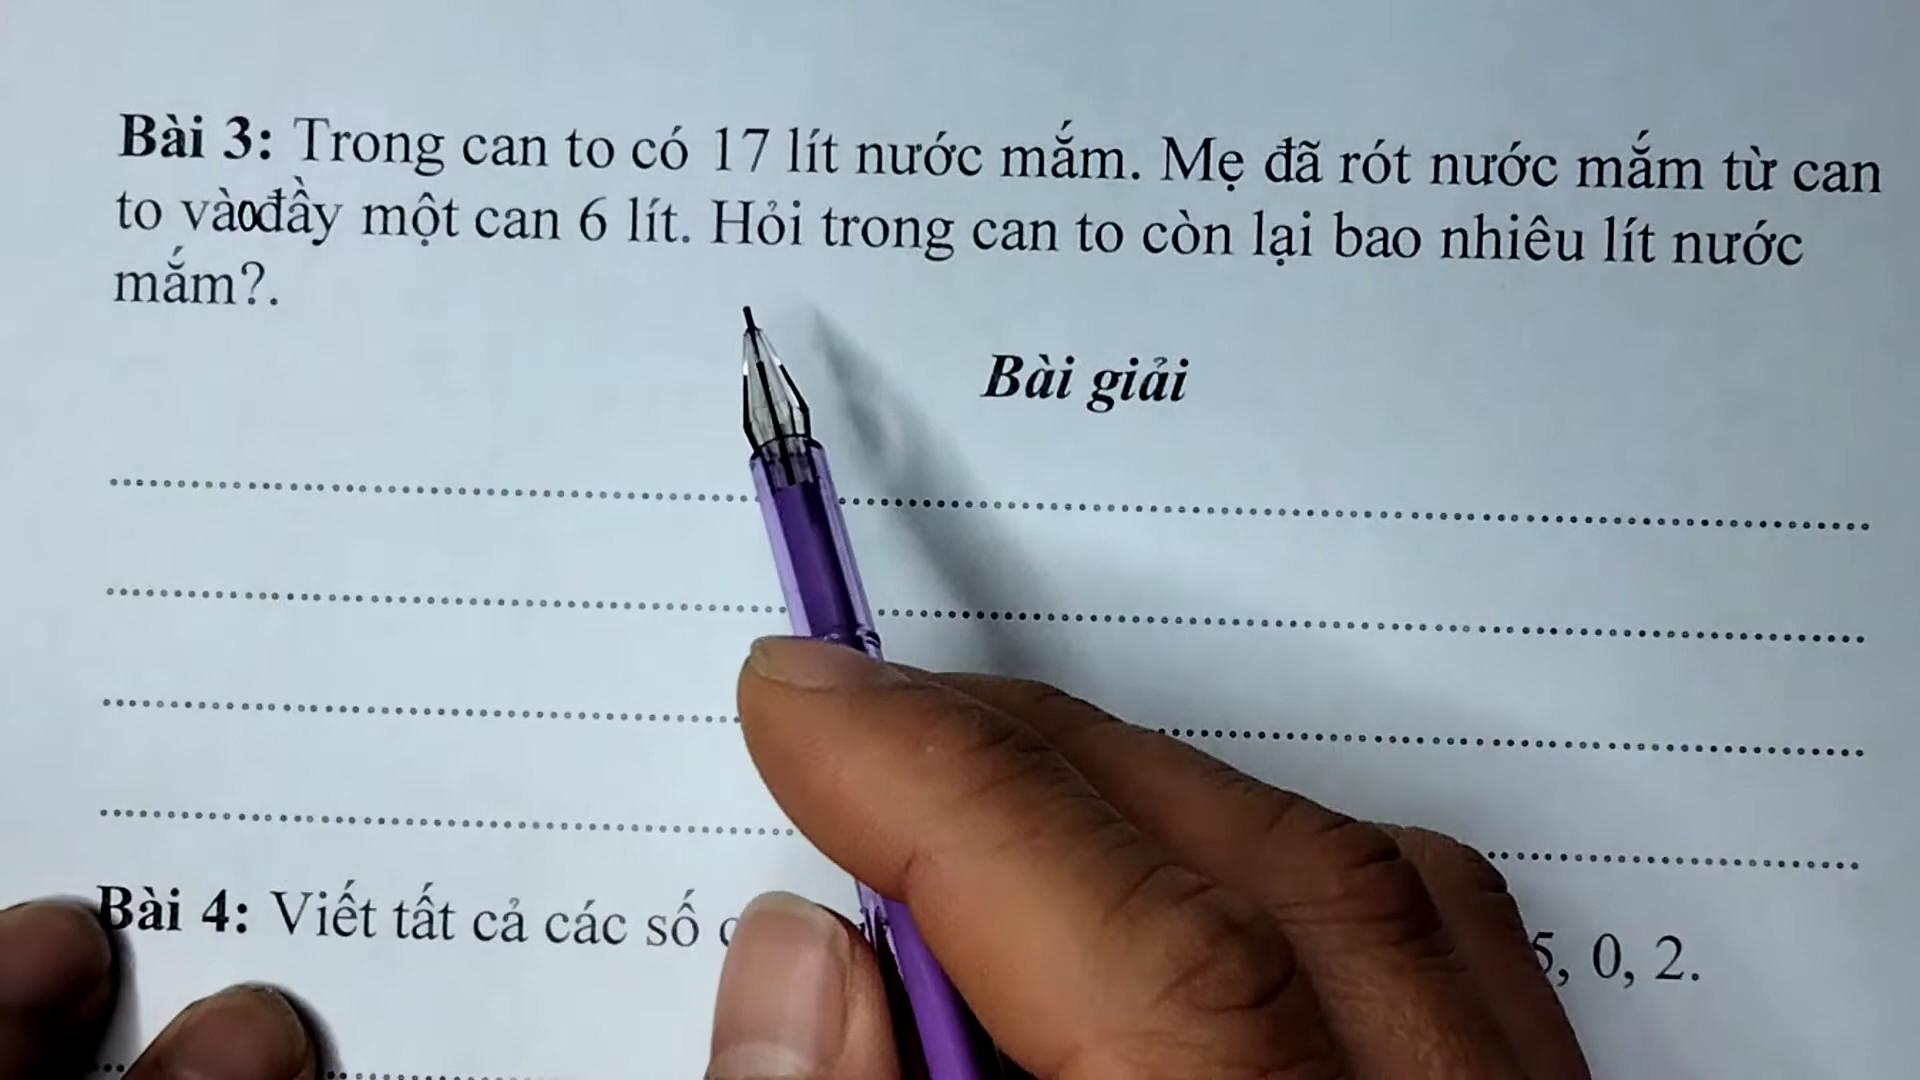 Bài 3: Trong can to có 17 lít nước mắm. Mẹ đã rót nước mắm từ can
to vàođầy một can 6 lít. Hỏi trong can to còn lại bao nhiêu lít nước
mắm?.
Bài giải
Bài 4: Viết tất cả các số 5, 0, 2.